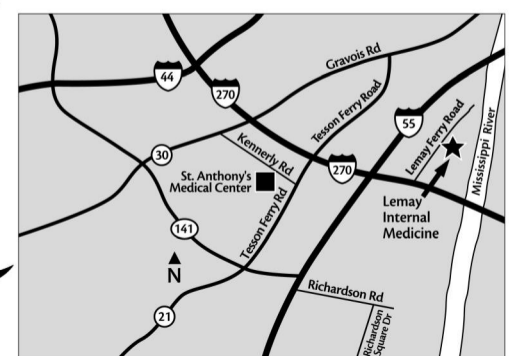 44
270
Gravois Rd
Tesson Ferry Road
55
Lemay Ferry Road
Mississippi River
30
Kennerly Rd
270
St. Anthony's
Medical Center
Lemay
Internal
Medicine
Tesson Ferry Rd
141
N
21
Richardson Rd
Richardson
Square Dr